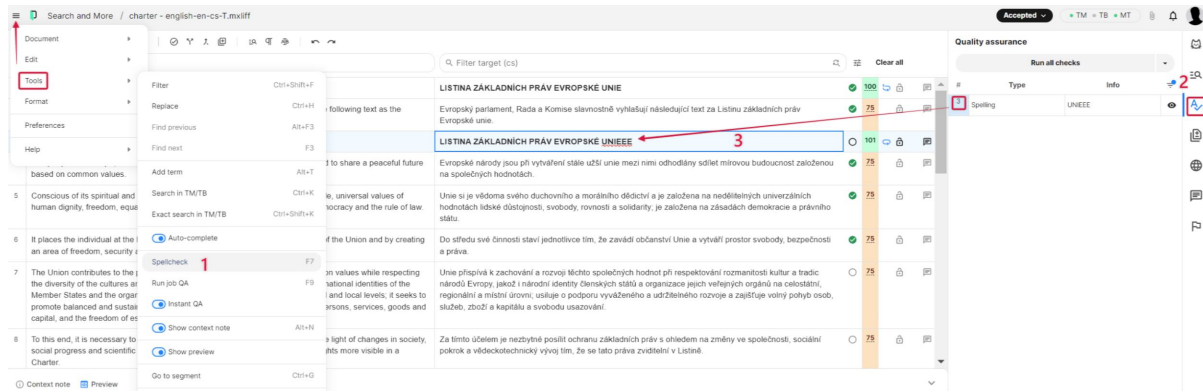 Search and More / charter - english-en-cs-T.mxliff
Accepted
TM
TB
MT
Document
Edit
Tools
Format
Preferences
Help
Filter Ctrl+Shift+F
Replace Ctrl+H
Find previous Alt+F3
Find next F3
Add term Alt+T
Search in TM/TB Ctrl+K
Exact search in TM/TB Ctrl+Shift+K
Auto-complete
Spellcheck 1 F7
Run job QA F9
Instant QA
Show context note Alt+N
Show preview
Go to segment Ctrl+G
Filter target (cs)
Clear all
LISTINA ZÁKLADNÍCH PRÁV EVROPSKÉ UNIE 100
following text as the
Evropský parlament, Rada a Komise slavnostně vyhlašují následující text za Listinu základních práv 75
Evropské unie.
LISTINA ZÁKLADNÍCH PRÁV EVROPSKÉ UNIEEE 101
3
based on common values.
to share a peaceful future
Evropské národy jsou při vytváření stále užší unie mezi nimi odhodlány sdílet mírovou budoucnost založenou 75
na společných hodnotách.
5 Conscious of its spiritual and
human dignity, freedom, equa
e, universal values of
nocracy and the rule of law.
Unie si je vědoma svého duchovního a morálního dědictví a je založena na nedělitelných univerzálních 75
hodnotách lidské důstojnosti, svobody, rovnosti a solidarity; je založena na zásadách demokracie a právního
státu.
6 It places the individual at the
an area of freedom, security a
of the Union and by creating
Do středu své činnosti staví jednotlivce tím, že zavádí občanství Unie a vytváří prostor svobody, bezpečnosti 75
a práva.
7 The Union contributes to the p
the diversity of the cultures an
Member States and the organ
promote balanced and sustain
capital, and the freedom of es
on values while respecting
national identities of the
l and local levels; it seeks to
ersons, services, goods and
Unie přispívá k zachování a rozvoji těchto společných hodnot při respektování rozmanitosti kultur a tradic 75
národů Evropy, jakož i národní identity členských států a organizace jejich veřejných orgánů na celostátní,
regionální a místní úrovni; usiluje o podporu vyváženého a udržitelného rozvoje a zajišťuje volný pohyb osob,
služeb, zboží a kapitálu a svobodu usazování.
8 To this end, it is necessary to
social progress and scientific
Charter.
e light of changes in society,
hts more visible in a
Za tímto účelem je nezbytné posílit ochranu základních práv s ohledem na změny ve společnosti, sociální 75
pokrok a vědeckotechnický vývoj tím, že se tato práva zviditelní v Listině.
Context note Preview
Quality assurance
Run all checks
# Type Info
2
3 Spelling UNIEEE